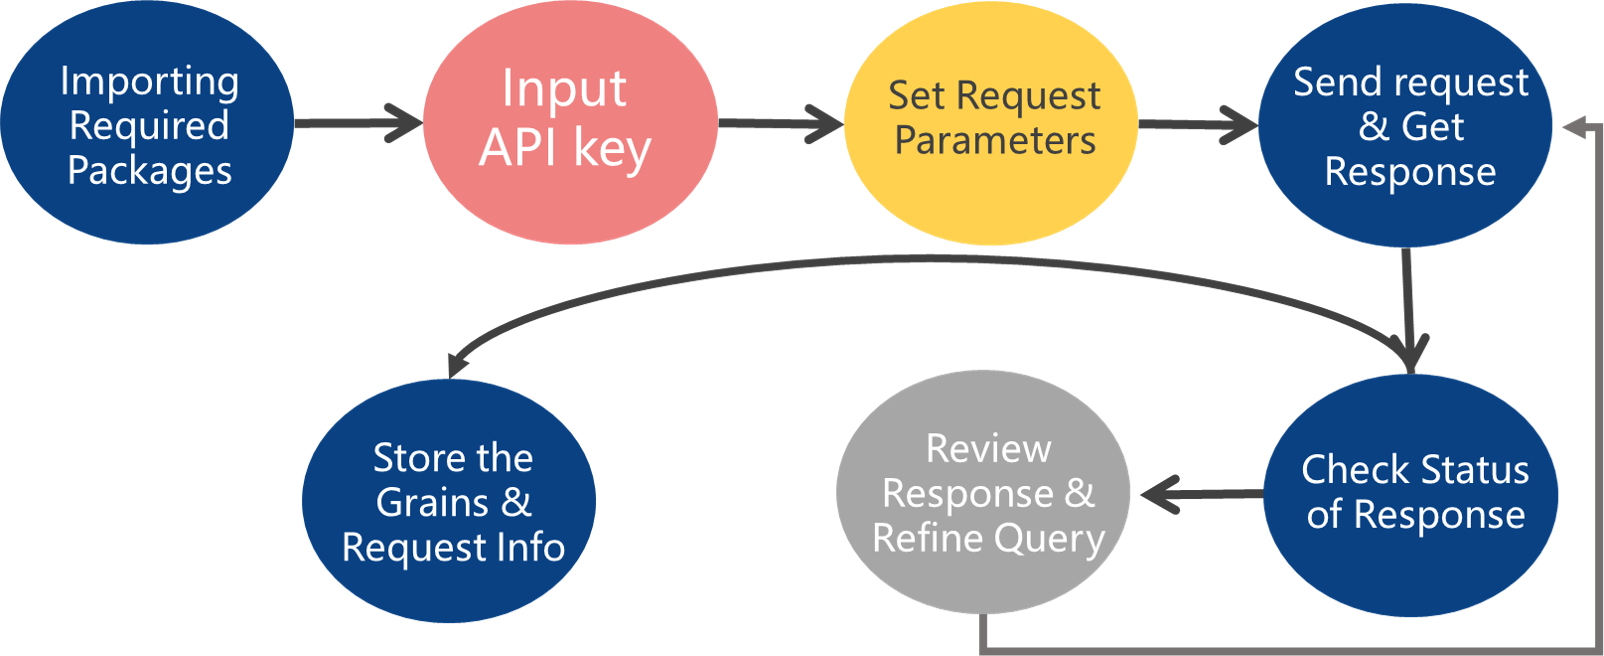 Importing
Required
Packages
Input
API key
Set Request
Parameters
Send request
& Get
Response
Store the
Grains &
Request Info
Review
Response &
Refine Query
Check Status
of Response